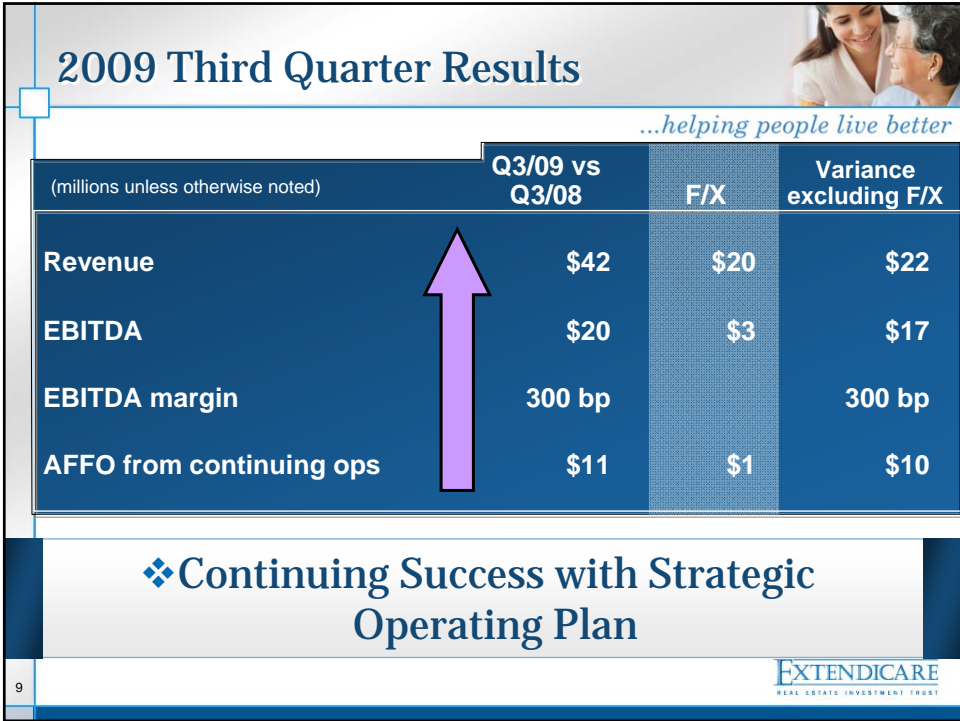 2009 Third Quarter Results
...helping people live better
(millions unless otherwise noted)
Q3/09 vs Q3/08
F/X
Variance excluding F/X
Revenue $42 $20 $22
EBITDA $20 $3 $17
EBITDA margin 300 bp 300 bp
AFFO from continuing ops $11 $1 $10
❖Continuing Success with Strategic
Operating Plan
9
EXTENDICARE
REAL ESTATE INVESTMENT TRUST